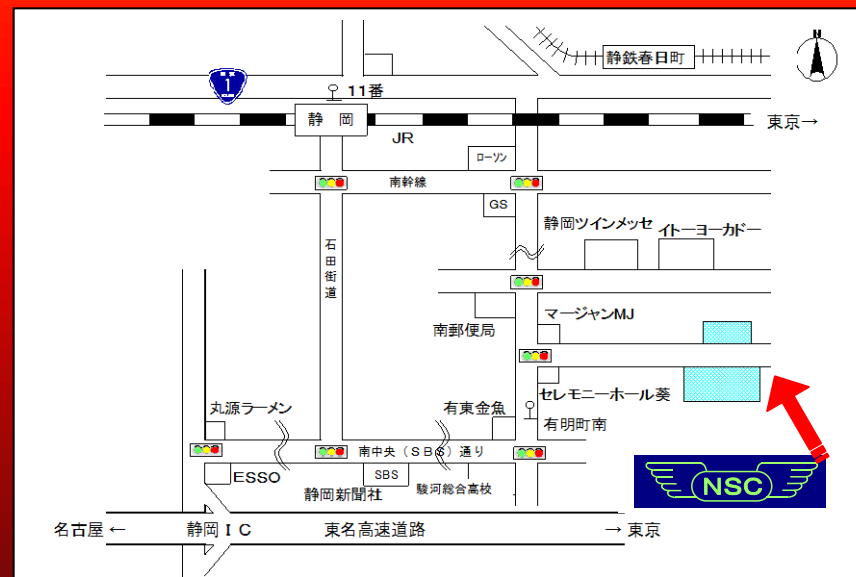 静鉄春日町
N
国道
1
11番
静 岡
東京→
JR
ローソン
南幹線
GS
静岡ツインメッセ
イトーヨーカドー
石田街道
マージャンMJ
南郵便局
セレモニーホール葵
丸源ラーメン
有東金魚
有明町南
南中央(SBS)通り
ESSO
SBS
静岡新聞社
駿河総合高校
NSC
名古屋 ←
静岡IC
東名高速道路
→ 東京